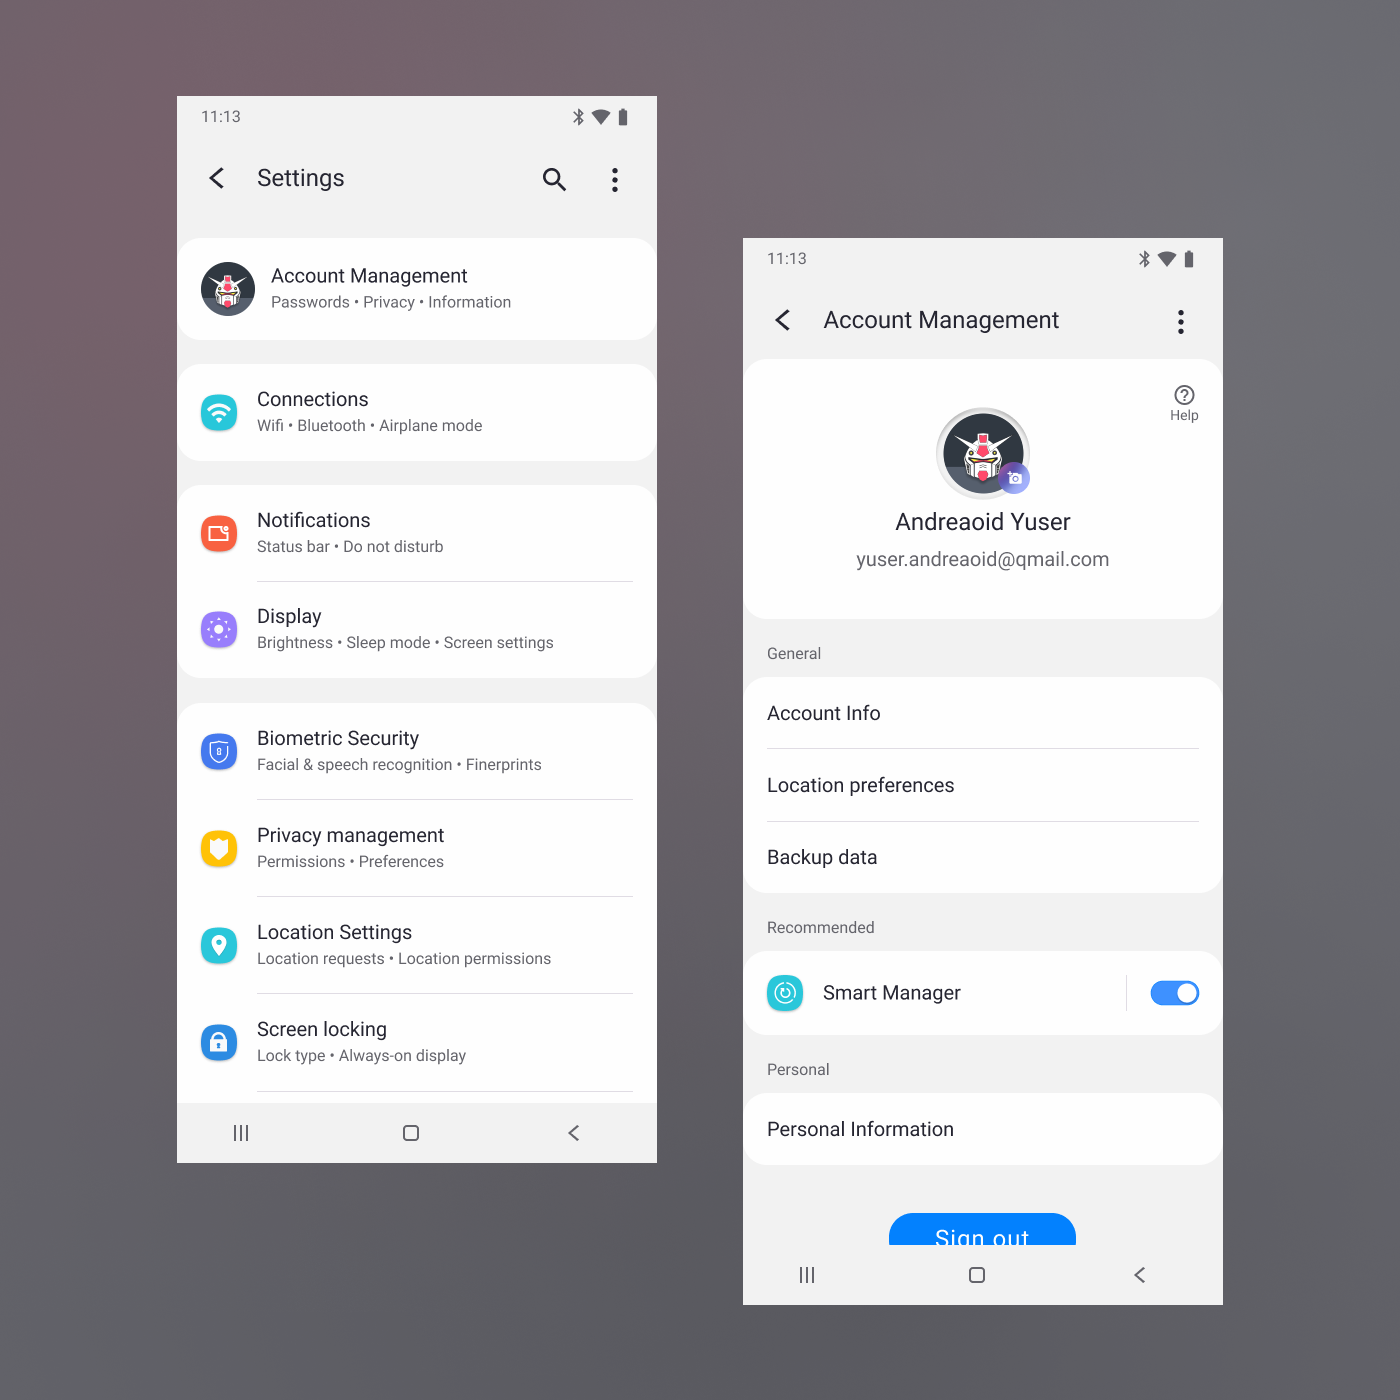 11:13
Settings
Account Management
Passwords • Privacy • Information
Connections
Wifi • Bluetooth • Airplane mode
Notifications
Status bar • Do not disturb
Display
Brightness • Sleep mode • Screen settings
Biometric Security
Facial & speech recognition • Finerprints
Privacy management
Permissions • Preferences
Location Settings
Location requests • Location permissions
Screen locking
Lock type • Always-on display
11:13
Account Management
Help
Andreaoid Yuser
yuser.andreaoid@qmail.com
General
Account Info
Location preferences
Backup data
Recommended
Smart Manager
Personal
Personal Information
Sign out